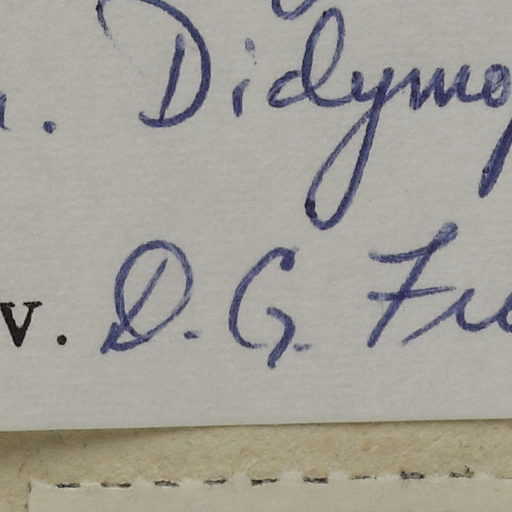 . Didymo
v. D. G. Fr